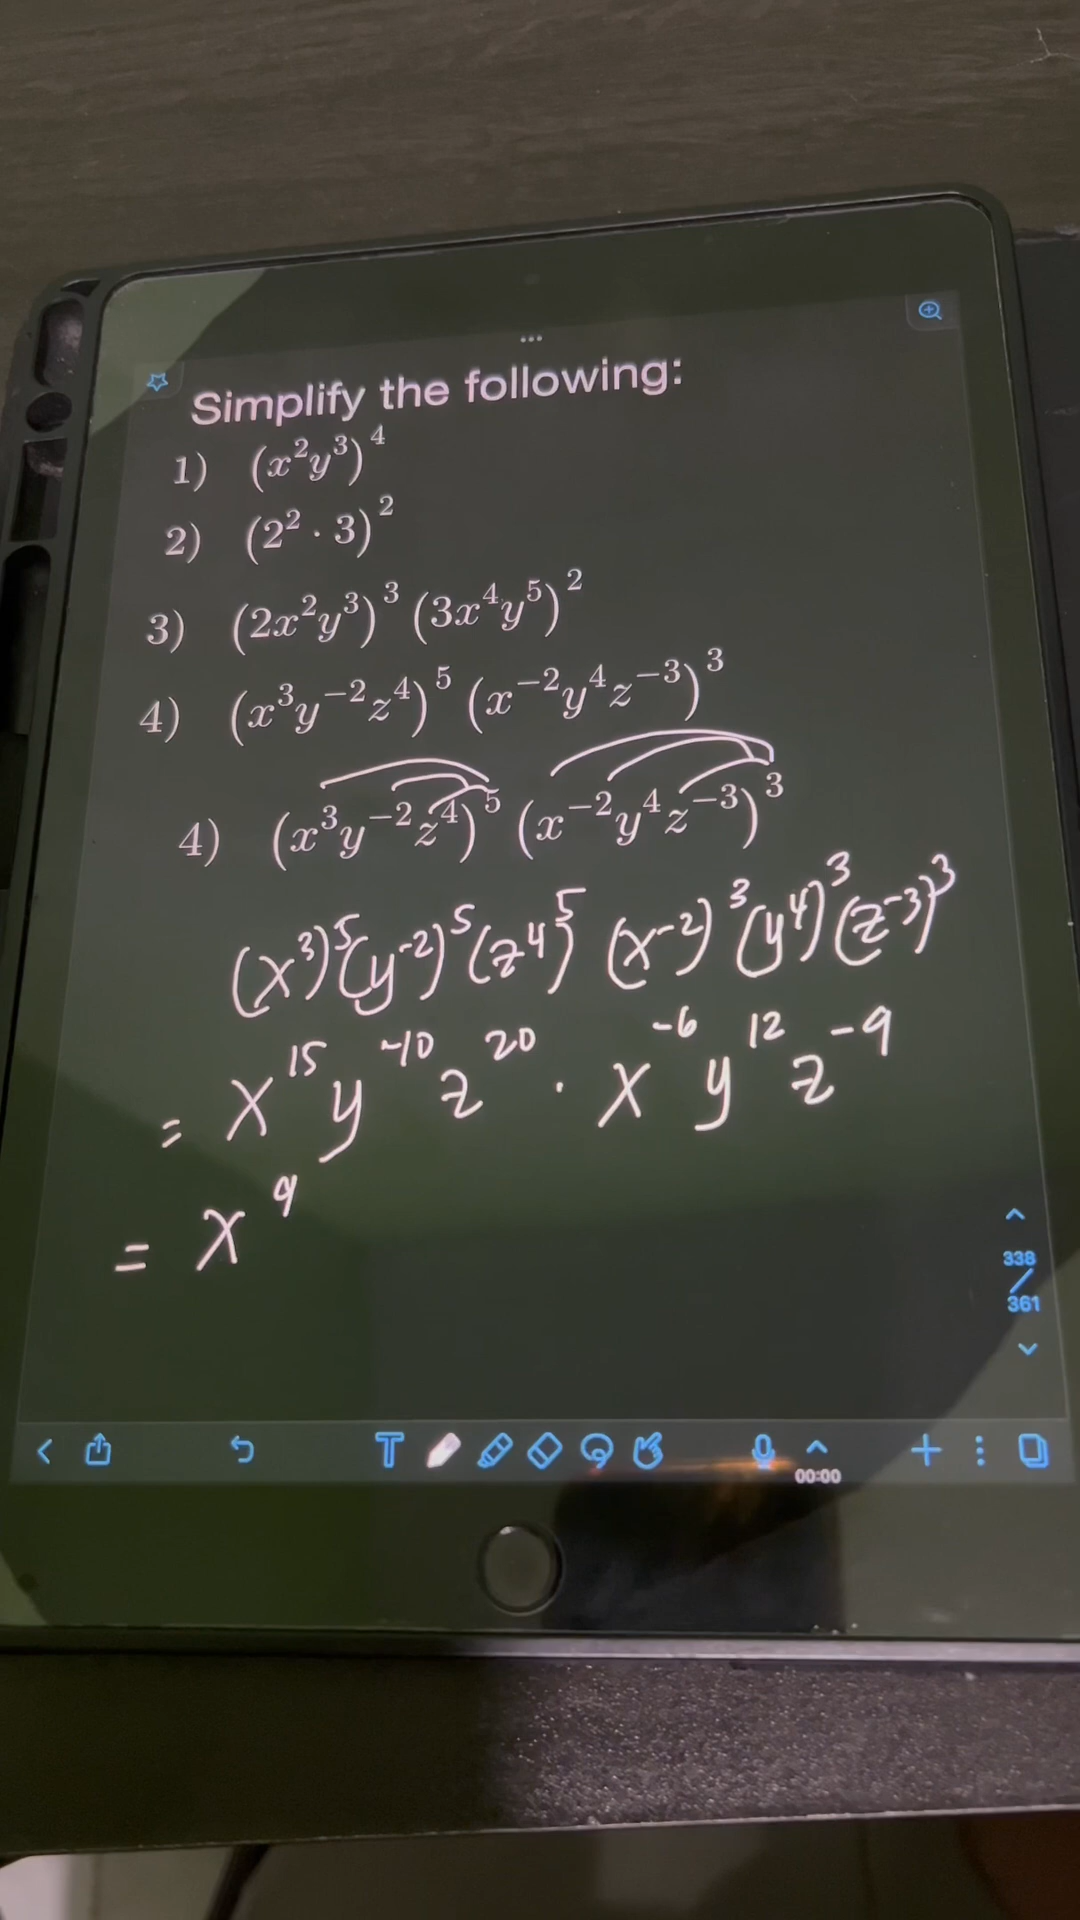 Simplify the following:
1) (x²y³)⁴
2) (2² · 3)²
3) (2x²y³)³ (3x⁴y⁵)²
4) (x³y⁻²z⁴)⁵ (x⁻²y⁴z⁻³)³
4) (x³y⁻²z⁴)⁵ (x⁻²y⁴z⁻³)³
(x³)⁵(y⁻²)⁵(z⁴)⁵ (x⁻²)³(y⁴)³(z⁻³)³
= x¹⁵y⁻¹⁰z²⁰ · x⁻⁶y¹²z⁻⁹
= x⁹
338
/
361
T
00:00